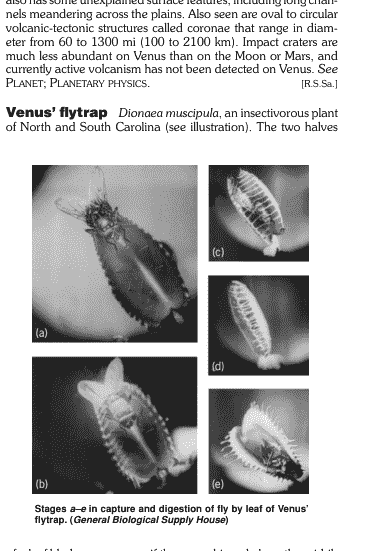 also has some unexplained surface features, including long chan-
nels meandering across the plains. Also seen are oval to circular
volcanic-tectonic structures called coronae that range in diam-
eter from 60 to 1300 mi (100 to 2100 km). Impact craters are
much less abundant on Venus than on the Moon or Mars, and
currently active volcanism has not been detected on Venus. See
PLANET; PLANETARY PHYSICS. [R.S.Sa.]
Venus' flytrap Dionaea muscipula, an insectivorous plant
of North and South Carolina (see illustration). The two halves
(a)
(b)
(c)
(d)
(e)
Stages a–e in capture and digestion of fly by leaf of Venus'
flytrap. (General Biological Supply House)